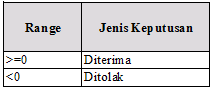 Range Jenis Keputusan
>=0 Diterima
<0 Ditolak